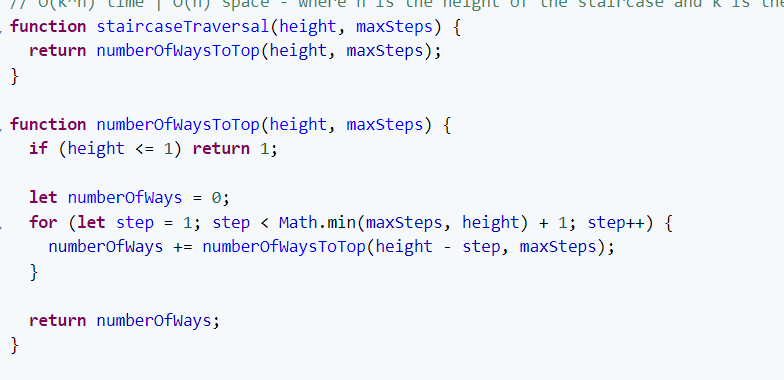 // O(k^n) time | O(n) space - where n is the height of the staircase and k is the
function staircaseTraversal(height, maxSteps) {
  return numberOfWaysToTop(height, maxSteps);
}
function numberOfWaysToTop(height, maxSteps) {
  if (height <= 1) return 1;
  let numberOfWays = 0;
  for (let step = 1; step < Math.min(maxSteps, height) + 1; step++) {
    numberOfWays += numberOfWaysToTop(height - step, maxSteps);
  }
  return numberOfWays;
}